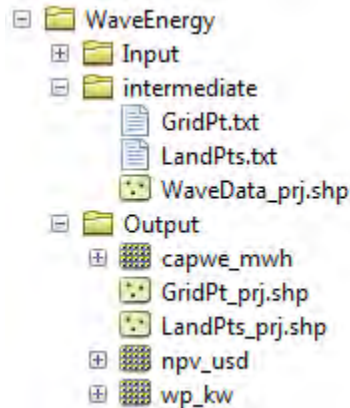 WaveEnergy
Input
intermediate
GridPt.txt
LandPts.txt
WaveData_prj.shp
Output
capwe_mwh
GridPt_prj.shp
LandPts_prj.shp
npv_usd
wp_kw